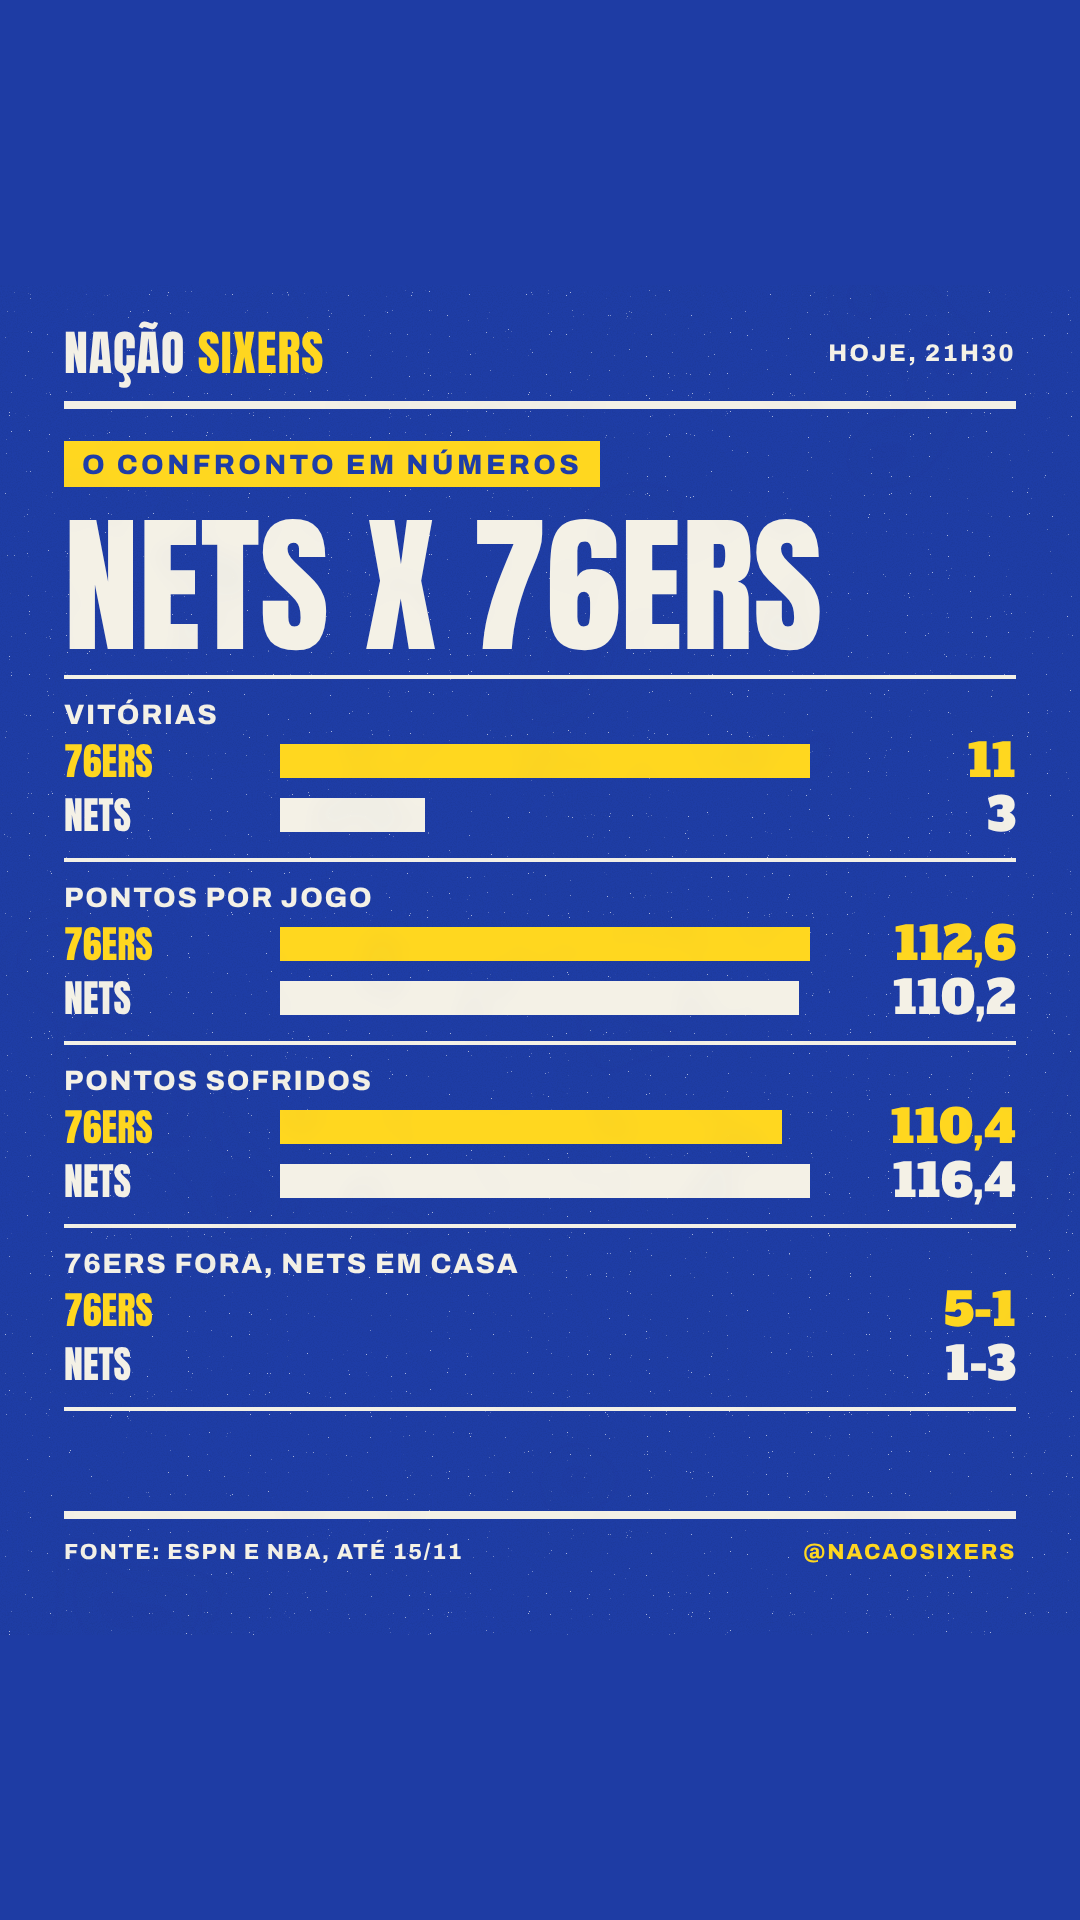 NAÇÃO SIXERS
HOJE, 21H30
O CONFRONTO EM NÚMEROS
NETS X 76ERS
VITÓRIAS
76ERS 11
NETS 3
PONTOS POR JOGO
76ERS 112,6
NETS 110,2
PONTOS SOFRIDOS
76ERS 110,4
NETS 116,4
76ERS FORA, NETS EM CASA
76ERS 5-1
NETS 1-3
FONTE: ESPN E NBA, ATÉ 15/11
@NACAOSIXERS